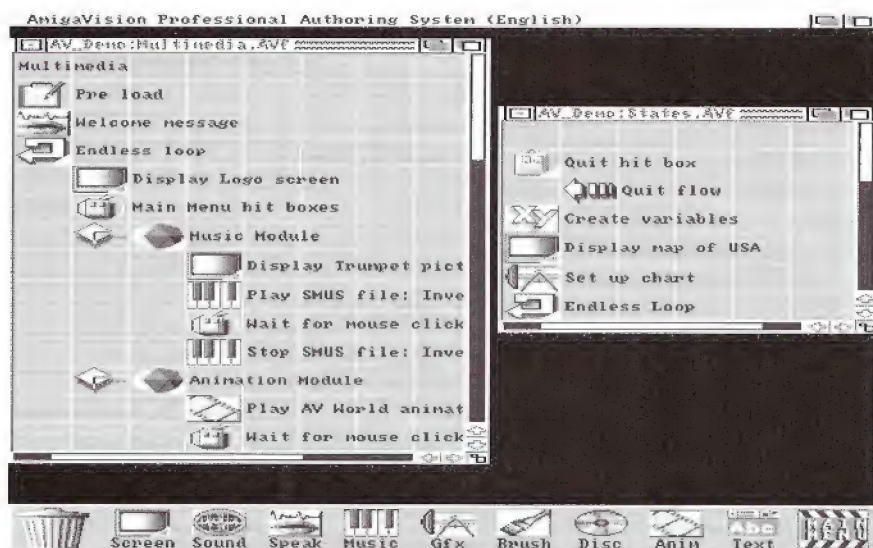 AmigaVision Professional Authoring System (English)
AV_Demo:Multimedia.AVf
Multimedia
Pre load
Welcome message
Endless loop
Display Logo screen
Main Menu hit boxes
Music Module
Display Trumpet pict
Play SMUS file: Inve
Wait for mouse click
Stop SMUS file: Inve
Animation Module
Play AV World animat
Wait for mouse click
AV_Demo:States.AVf
Quit hit box
Quit flow
Create variables
Display map of USA
Set up chart
Endless Loop
Screen Sound Speak Music Gfx Brush Disc Anim Text
Abc